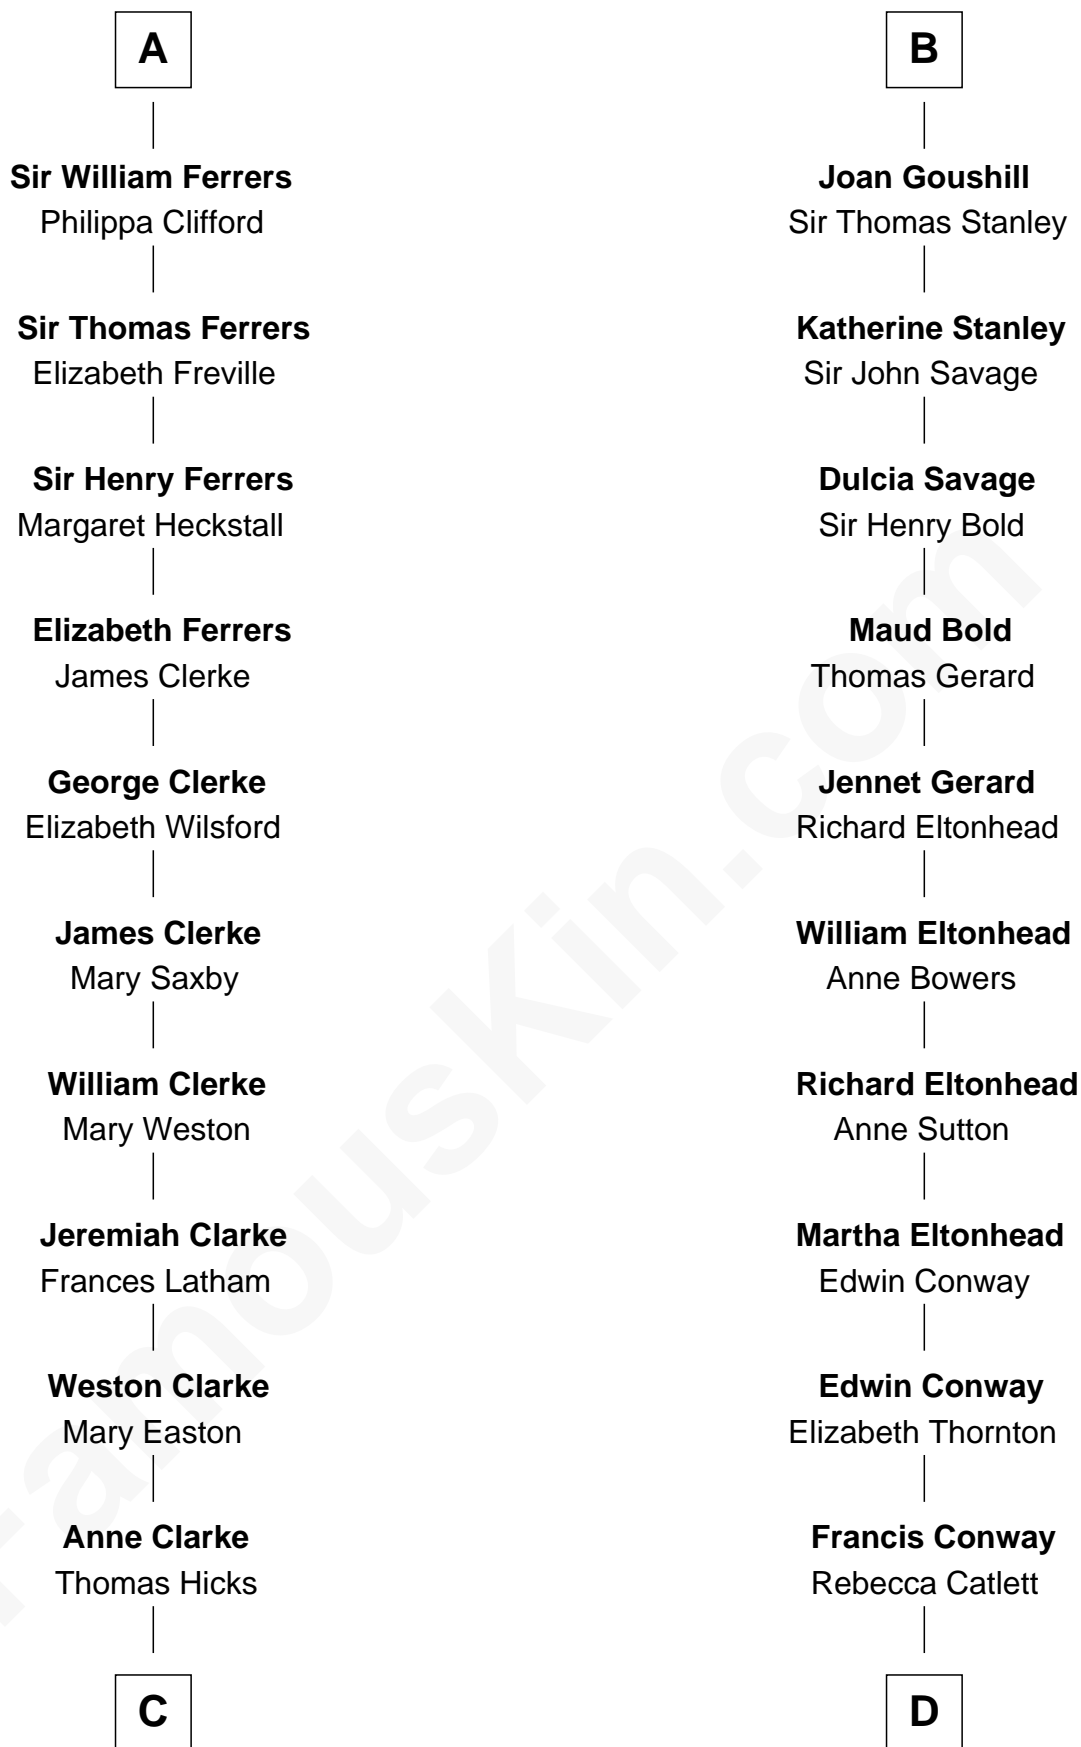 A
Sir William Ferrers
Philippa Clifford
Sir Thomas Ferrers
Elizabeth Freville
Sir Henry Ferrers
Margaret Heckstall
Elizabeth Ferrers
James Clerke
George Clerke
Elizabeth Wilsford
James Clerke
Mary Saxby
William Clerke
Mary Weston
Jeremiah Clarke
Frances Latham
Weston Clarke
Mary Easton
Anne Clarke
Thomas Hicks
C
B
Joan Goushill
Sir Thomas Stanley
Katherine Stanley
Sir John Savage
Dulcia Savage
Sir Henry Bold
Maud Bold
Thomas Gerard
Jennet Gerard
Richard Eltonhead
William Eltonhead
Anne Bowers
Richard Eltonhead
Anne Sutton
Martha Eltonhead
Edwin Conway
Edwin Conway
Elizabeth Thornton
Francis Conway
Rebecca Catlett
D
FamousKin.com